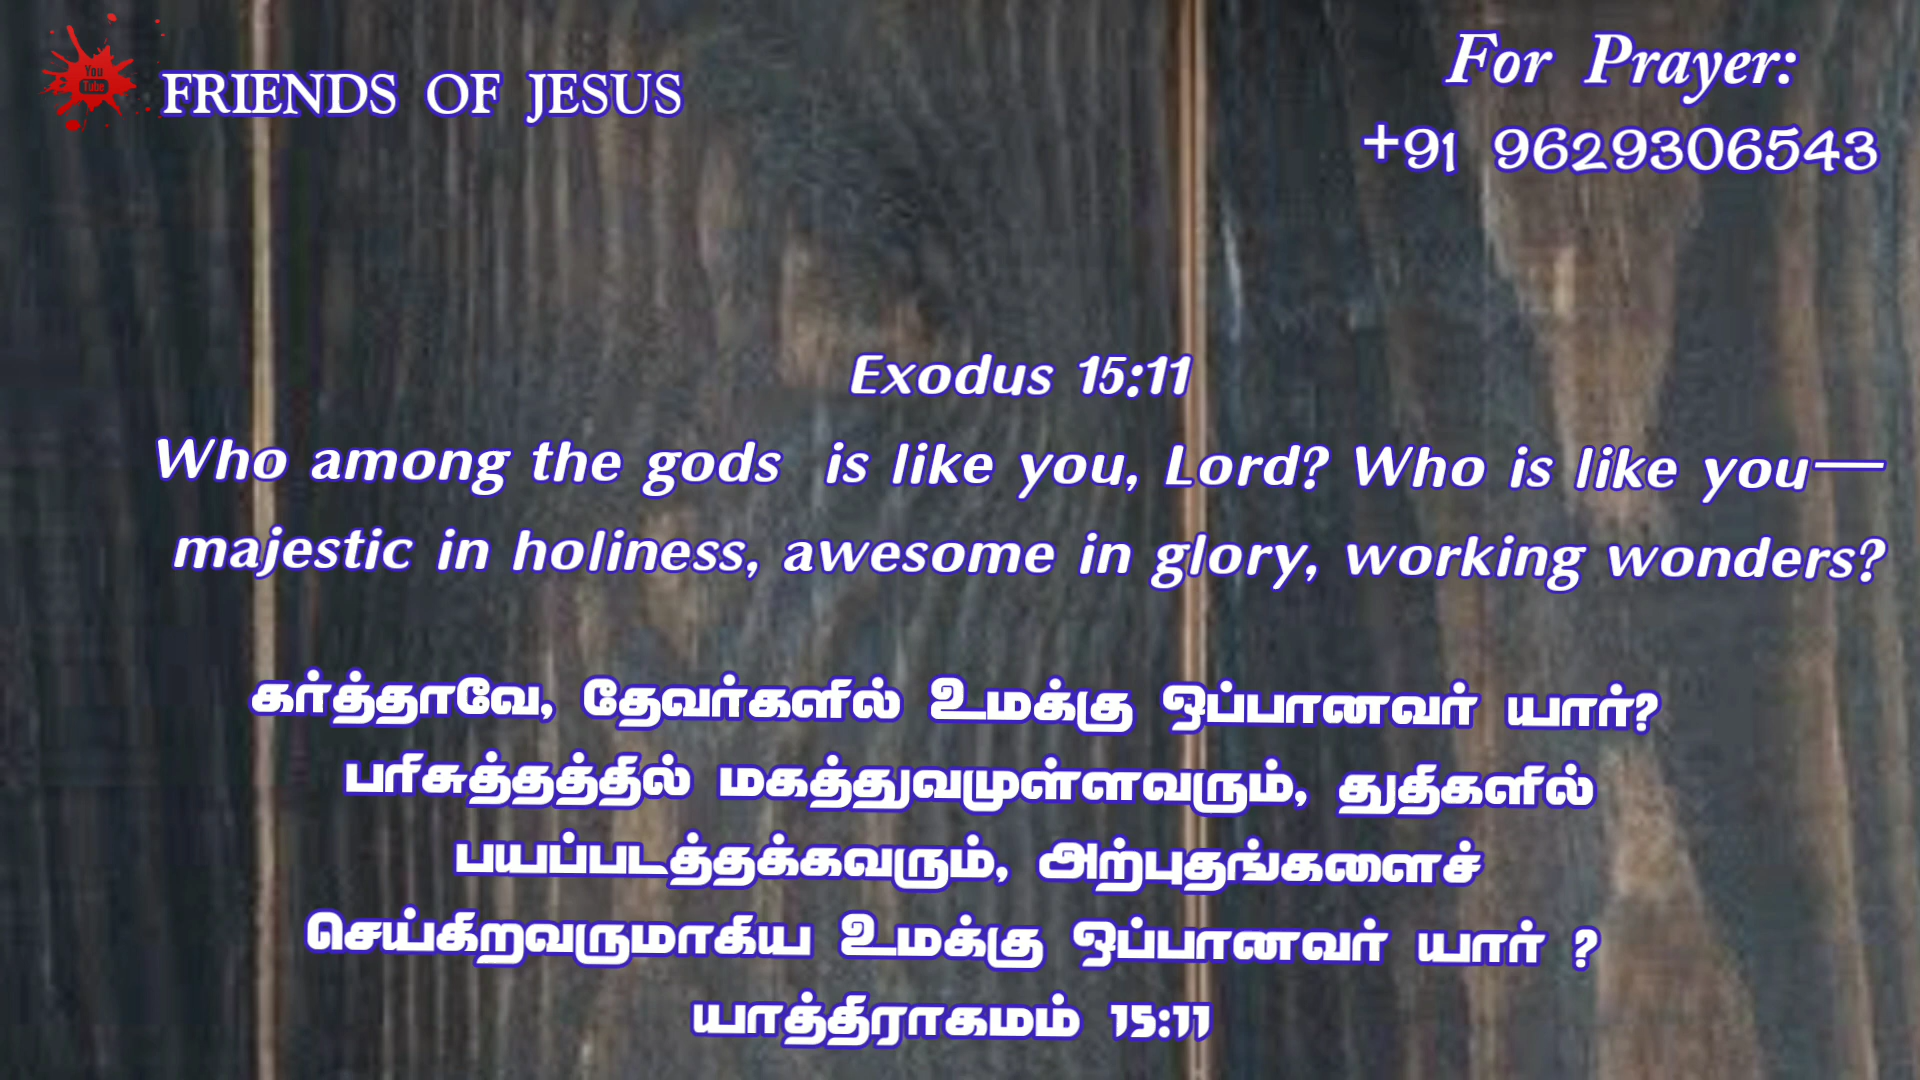 You
Tube
FRIENDS OF JESUS
For Prayer:
+91 9629306543
Exodus 15:11
Who among the gods is like you, Lord? Who is like you—
majestic in holiness, awesome in glory, working wonders?
கர்த்தாவே, தேவர்களில் உமக்கு ஒப்பானவர் யார்?
பரிசுத்தத்தில் மகத்துவமுள்ளவரும், துதிகளில்
பயப்படத்தக்கவரும், அற்புதங்களைச்
செய்கிறவருமாகிய உமக்கு ஒப்பானவர் யார் ?
யாத்திராகமம் 15:11